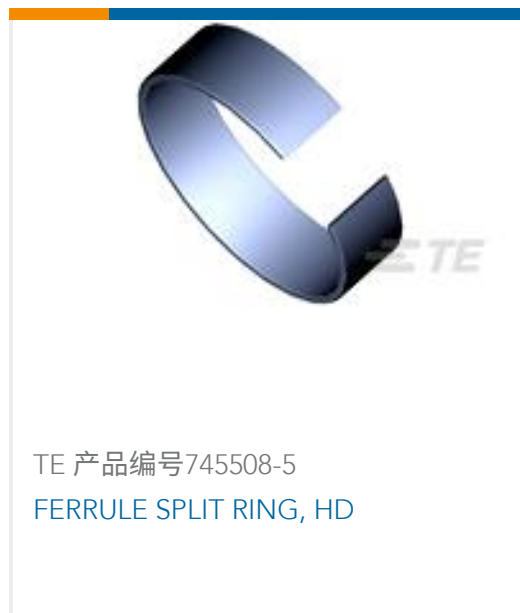 TE
TE 产品编号745508-5
FERRULE SPLIT RING, HD